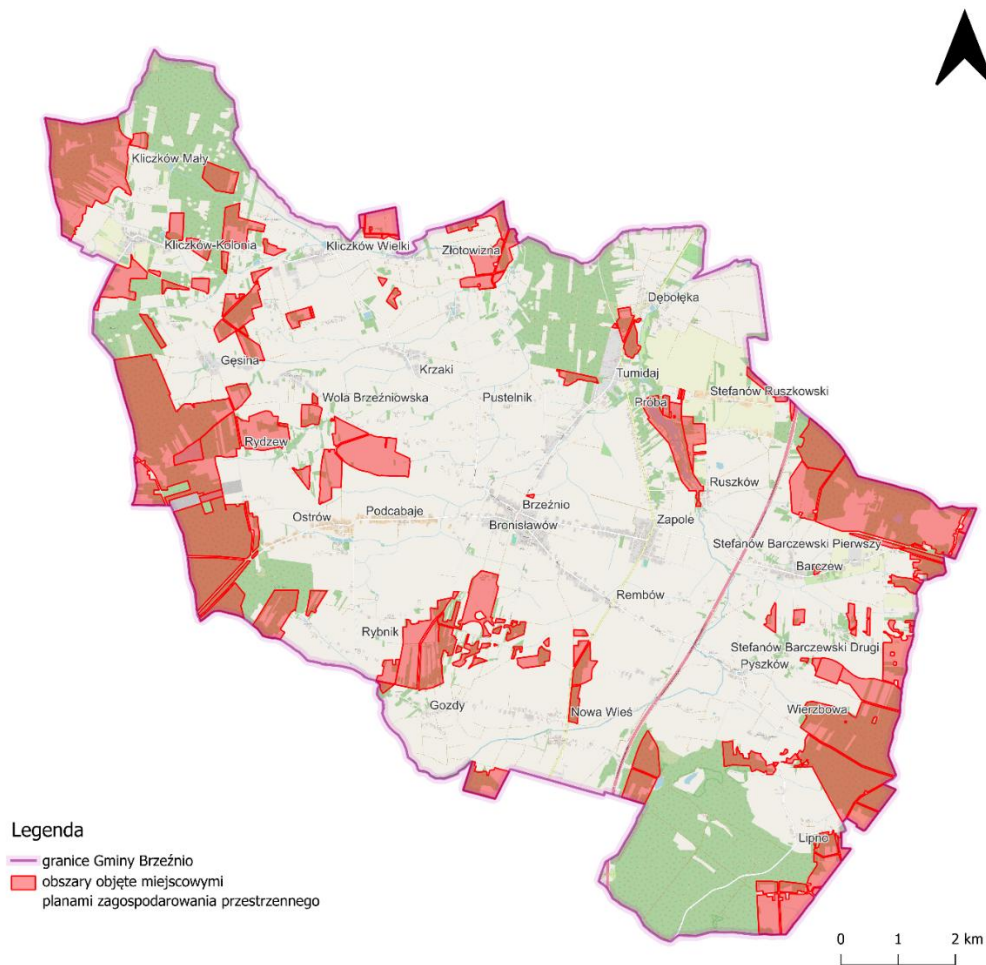 Kliczków Mały
Kliczków-Kolonia
Kliczków Wielki
Złotowizna
Dębołęka
Gęsina
Krzaki
Tumidaj
Wola Brzeźniowska
Pustelnik
Stefanów Ruszkowski
Próba
Rydzew
Ruszków
Ostrów
Podcabaje
Brzeźnio
Bronisławów
Zapole
Stefanów Barczewski Pierwszy
Barczew
Rembów
Rybnik
Stefanów Barczewski Drugi
Pyszków
Gozdy
Nowa Wieś
Wierzbowa
Lipno
Legenda
granice Gminy Brzeźnio
obszary objęte miejscowymi
planami zagospodarowania przestrzennego
0 1 2 km